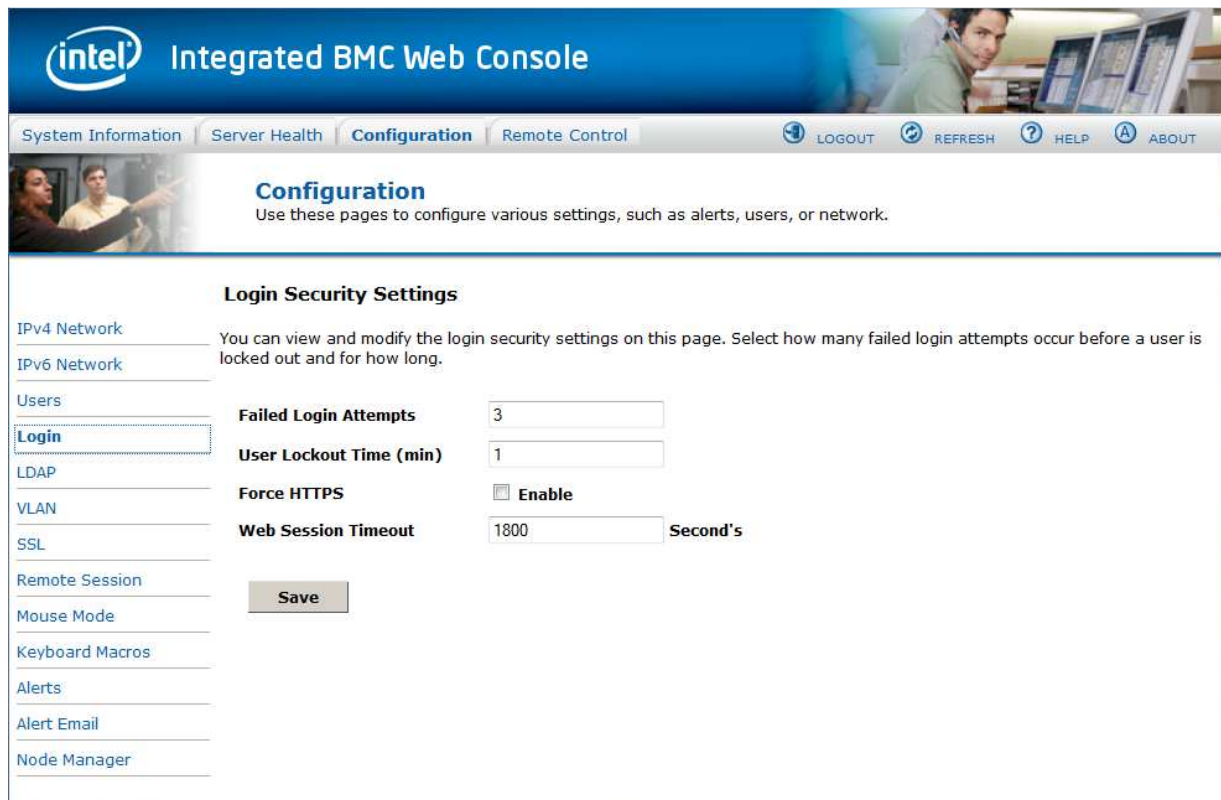 intel Integrated BMC Web Console
System Information Server Health Configuration Remote Control LOGOUT REFRESH ? HELP A ABOUT
Configuration
Use these pages to configure various settings, such as alerts, users, or network.
IPv4 Network
IPv6 Network
Users
Login
LDAP
VLAN
SSL
Remote Session
Mouse Mode
Keyboard Macros
Alerts
Alert Email
Node Manager
Login Security Settings
You can view and modify the login security settings on this page. Select how many failed login attempts occur before a user is
locked out and for how long.
Failed Login Attempts 3
User Lockout Time (min) 1
Force HTTPS Enable
Web Session Timeout 1800 Second's
Save